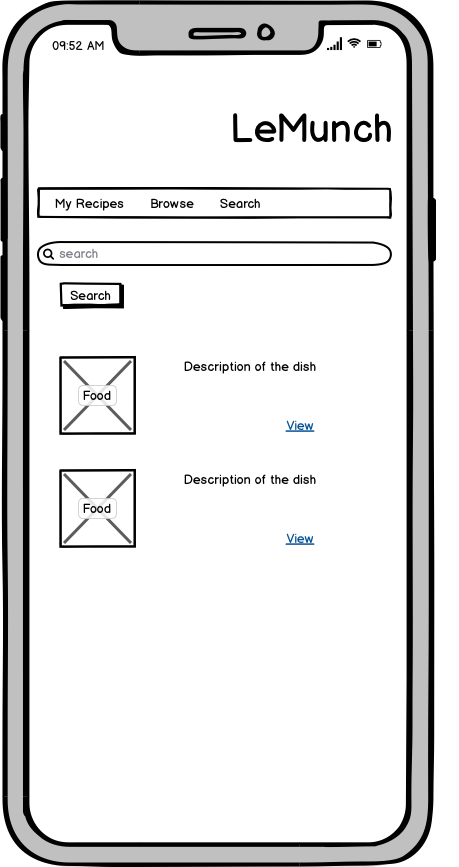 09:52 AM
LeMunch
My Recipes Browse Search
search
Search
Description of the dish
Food
View
Description of the dish
Food
View